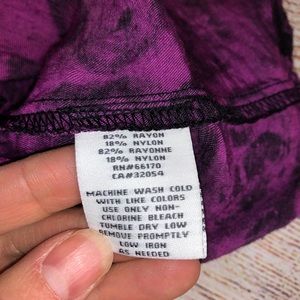 82% RAYON
18% NYLON
82% RAYONNE
18% NYLON
RN#66170
CA#32054
MACHINE WASH COLD
WITH LIKE COLORS
USE ONLY NON-
CHLORINE BLEACH
TUMBLE DRY LOW
REMOVE PROMPTLY
LOW IRON
AS NEEDED